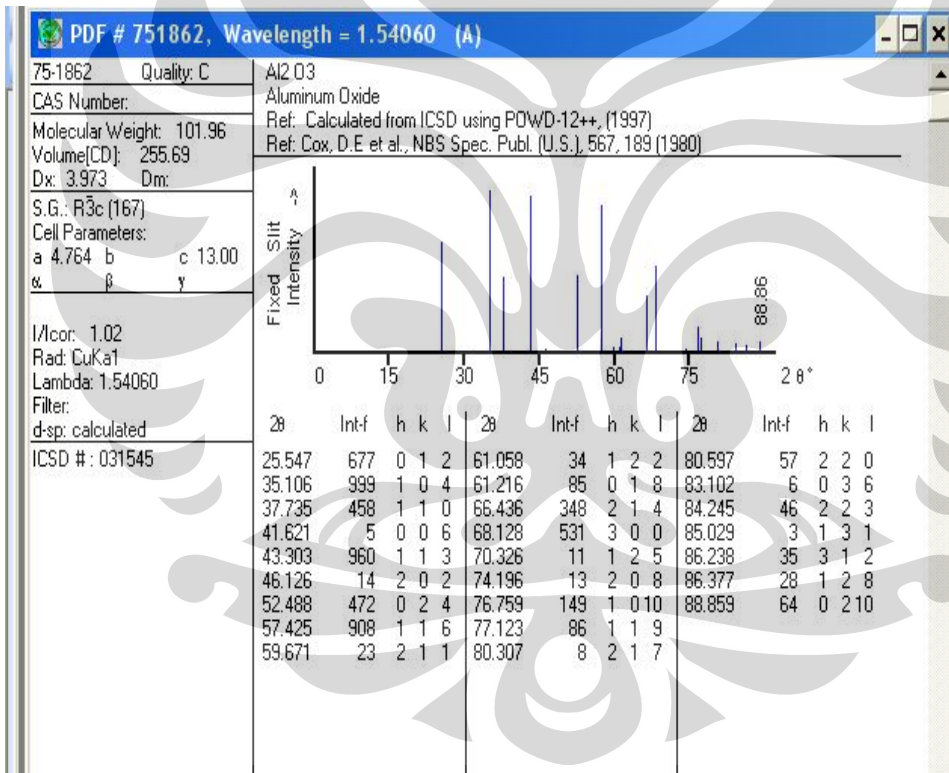 PDF # 751862, Wavelength = 1.54060 (A)
75-1862 Quality: C
CAS Number:
Molecular Weight: 101.96
Volume[CD]: 255.69
Dx: 3.973 Dm:
S.G.: R3̄c (167)
Cell Parameters:
a 4.764 b c 13.00
α β γ
I/Icor: 1.02
Rad: CuKa1
Lambda: 1.54060
Filter:
d-sp: calculated
ICSD # : 031545
Al2 O3
Aluminum Oxide
Ref: Calculated from ICSD using POWD-12++, (1997)
Ref: Cox, D.E et al., NBS Spec. Publ. (U.S.), 567, 189 (1980)
Fixed Slit
Intensity ->
88.86
0 15 30 45 60 75 2 θ°
2θ Int-f h k l 2θ Int-f h k l 2θ Int-f h k l
25.547 677 0 1 2 61.058 34 1 2 2 80.597 57 2 2 0
35.106 999 1 0 4 61.216 85 0 1 8 83.102 6 0 3 6
37.735 458 1 1 0 66.436 348 2 1 4 84.245 46 2 2 3
41.621 5 0 0 6 68.128 531 3 0 0 85.029 3 1 3 1
43.303 960 1 1 3 70.326 11 1 2 5 86.238 35 3 1 2
46.126 14 2 0 2 74.196 13 2 0 8 86.377 28 1 2 8
52.488 472 0 2 4 76.759 149 1 0 10 88.859 64 0 2 10
57.425 908 1 1 6 77.123 86 1 1 9
59.671 23 2 1 1 80.307 8 2 1 7